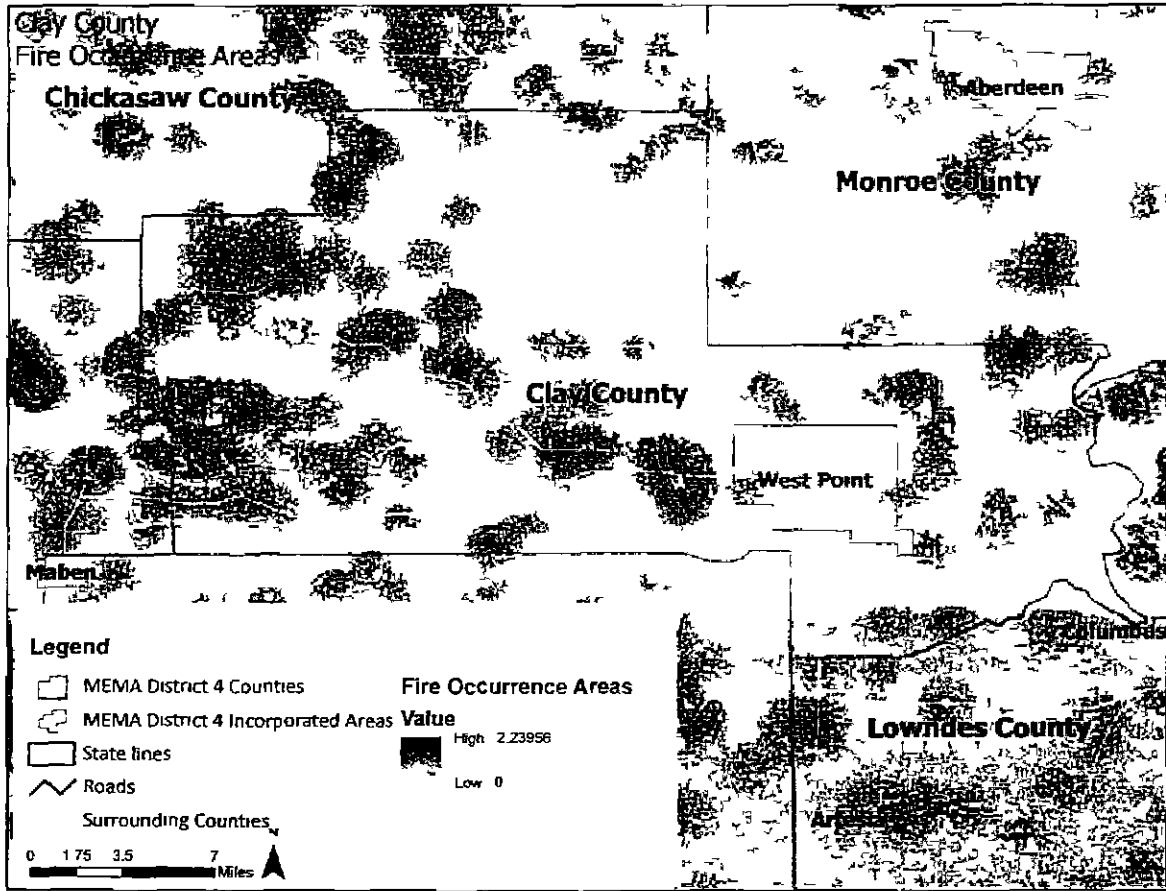 Clay County
Fire Occurrence Areas
Chickasaw County
Aberdeen
Monroe County
Clay County
West Point
Maben
Columbus
Lowndes County
Legend
MEMA District 4 Counties
MEMA District 4 Incorporated Areas
State lines
Roads
Surrounding Counties
Fire Occurrence Areas
Value
High 2.23956
Low 0
N
0 1 75 3.5 7
Miles